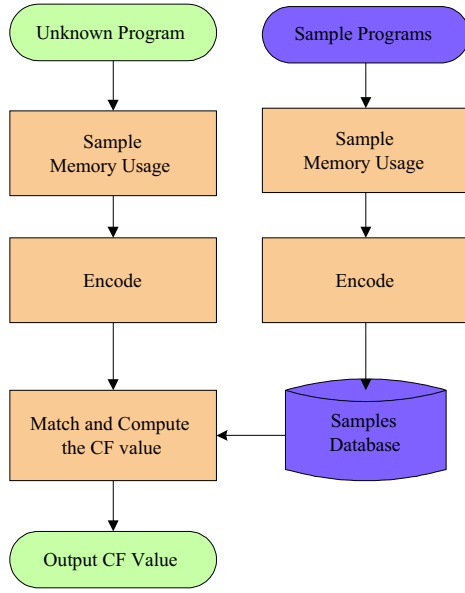 Unknown Program
Sample Programs
Sample
Memory Usage
Sample
Memory Usage
Encode
Encode
Match and Compute
the CF value
Samples
Database
Output CF Value